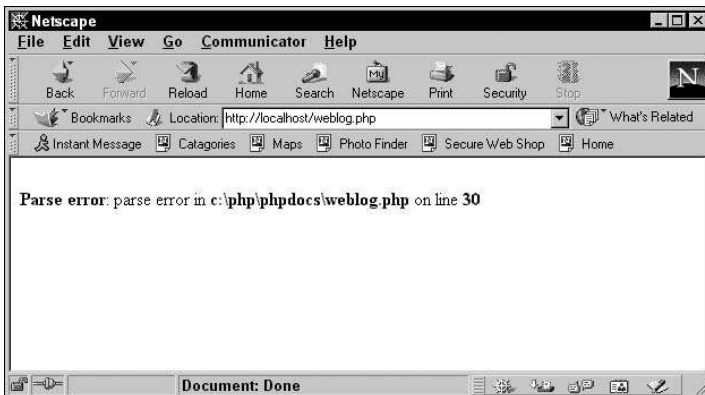 Netscape
File Edit View Go Communicator Help
Back Forward Reload Home Search Netscape Print Security Stop
My
N
Bookmarks Location: http://localhost/weblog.php What's Related
Instant Message Catagories Maps Photo Finder Secure Web Shop Home
Parse error: parse error in c:\php\phpdocs\weblog.php on line 30
Document: Done